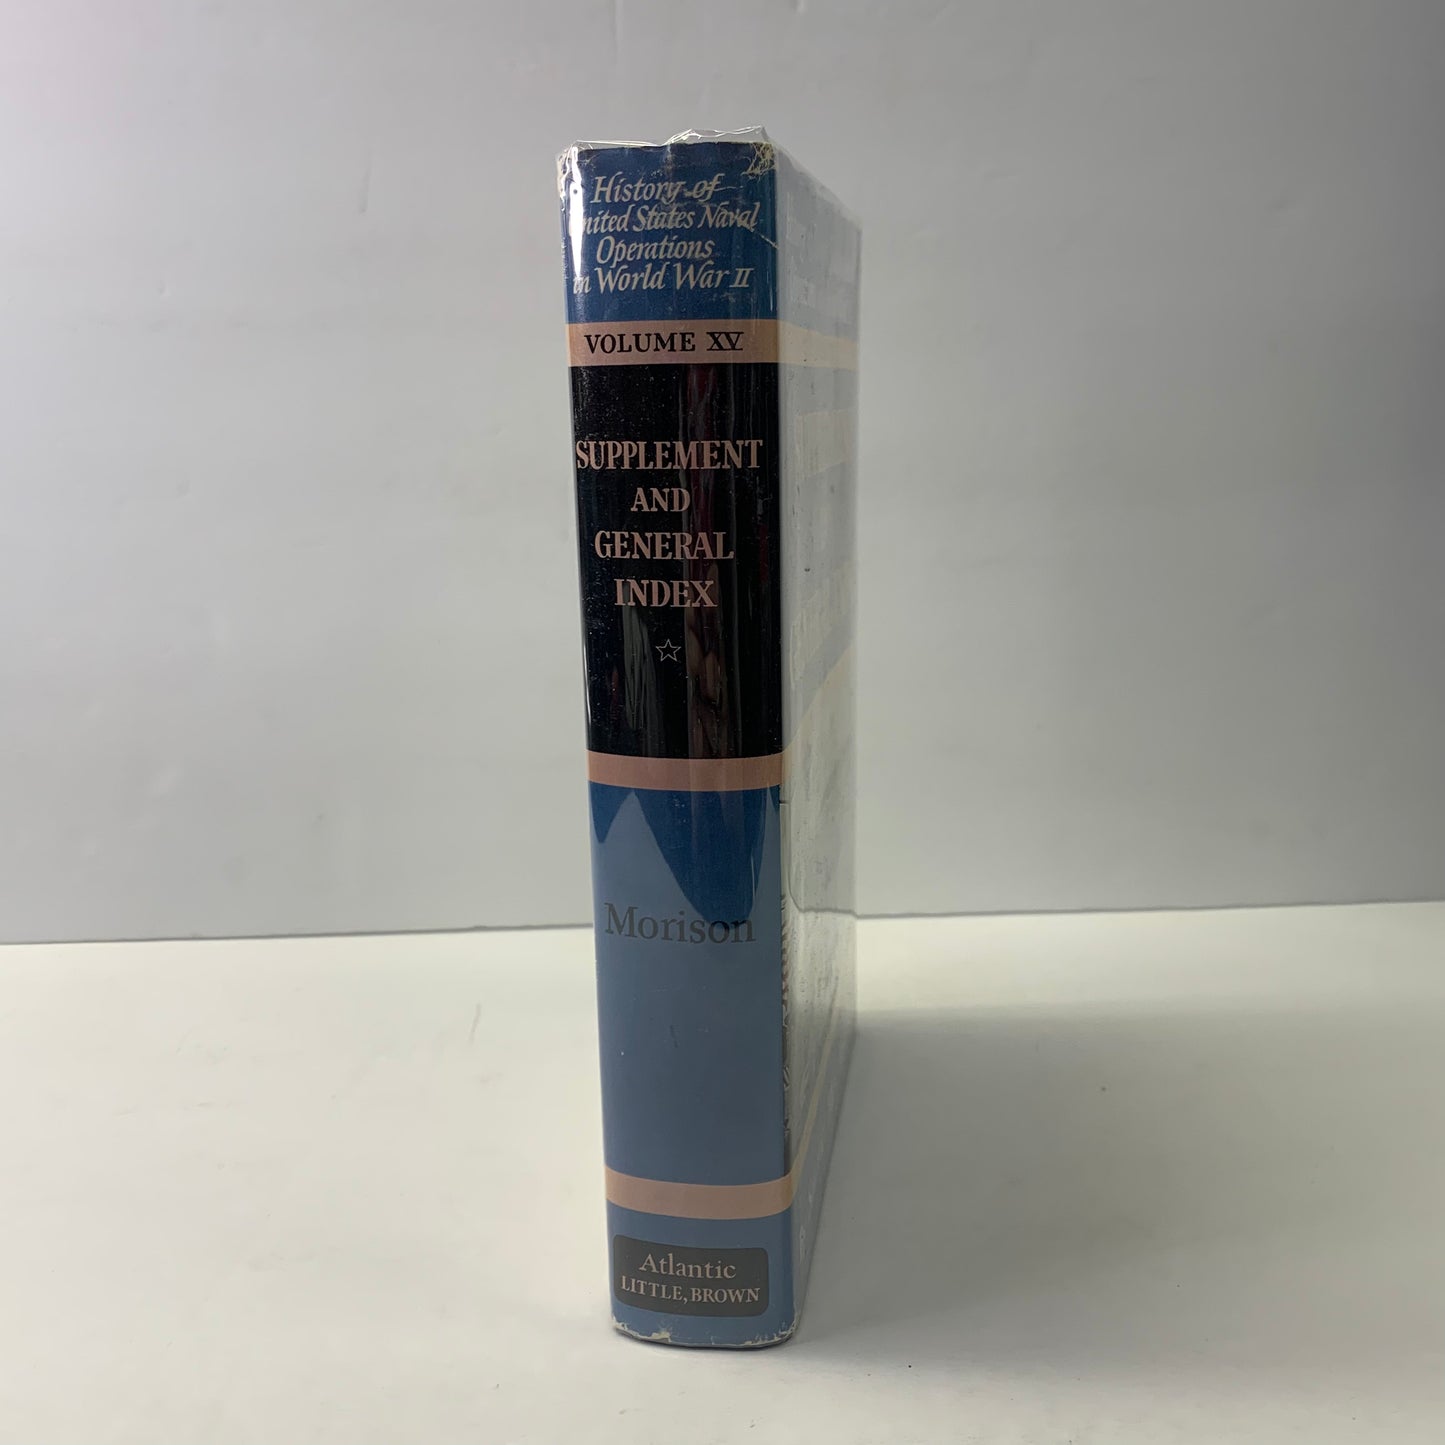 History of
United States Naval
Operations
in World War II
VOLUME XV
SUPPLEMENT
AND
GENERAL
INDEX
Morison
Atlantic
LITTLE, BROWN